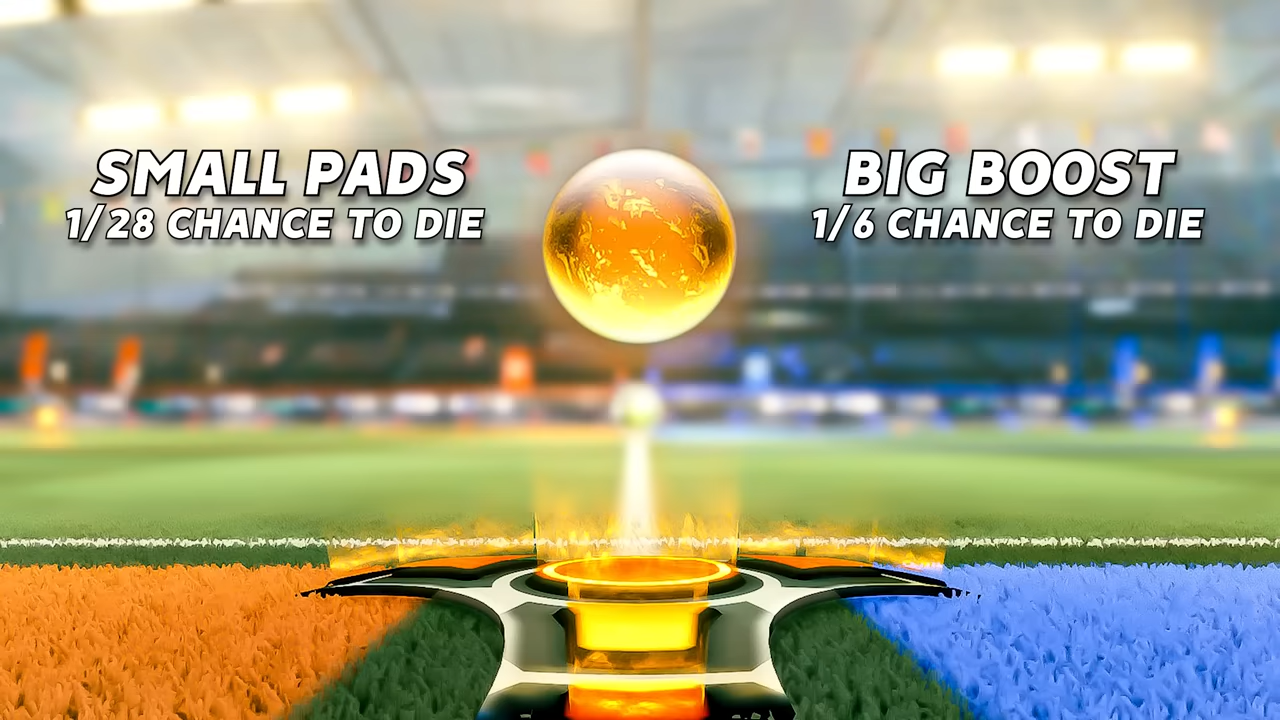 SMALL PADS
1/28 CHANCE TO DIE
BIG BOOST
1/6 CHANCE TO DIE